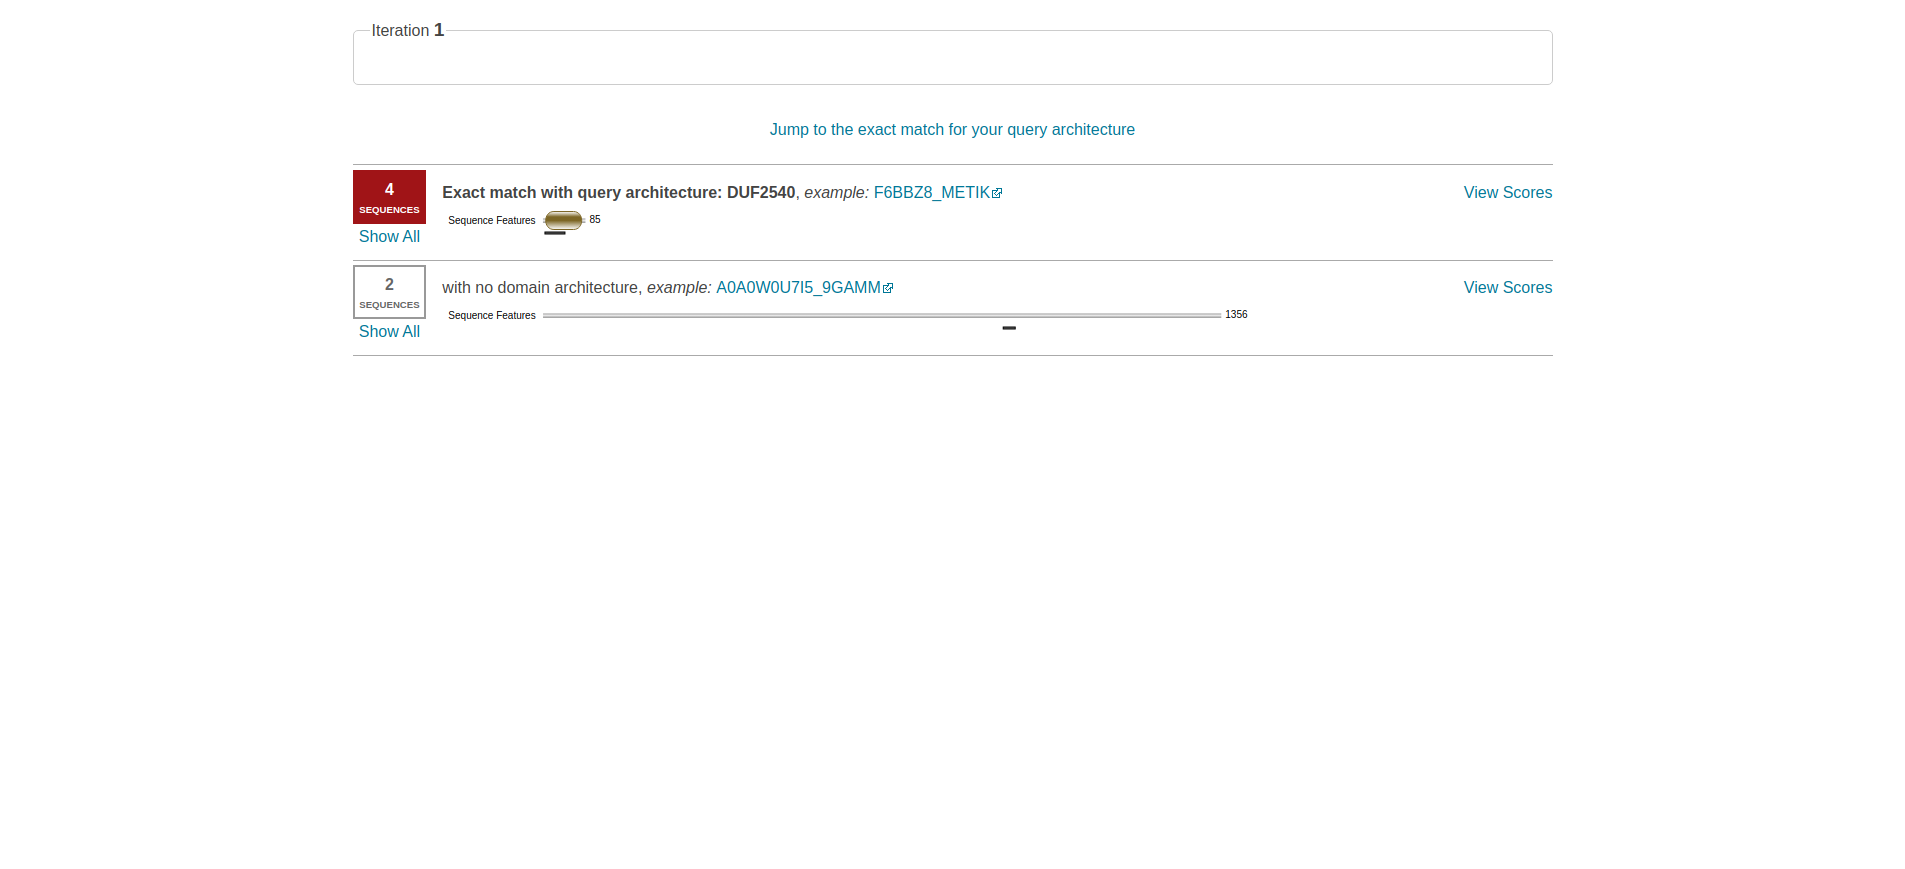 Iteration 1
Jump to the exact match for your query architecture
4
SEQUENCES
Show All
Exact match with query architecture: DUF2540, example: F6BBZ8_METIK
View Scores
Sequence Features
85
2
SEQUENCES
Show All
with no domain architecture, example: A0A0W0U7I5_9GAMM
View Scores
Sequence Features
1356